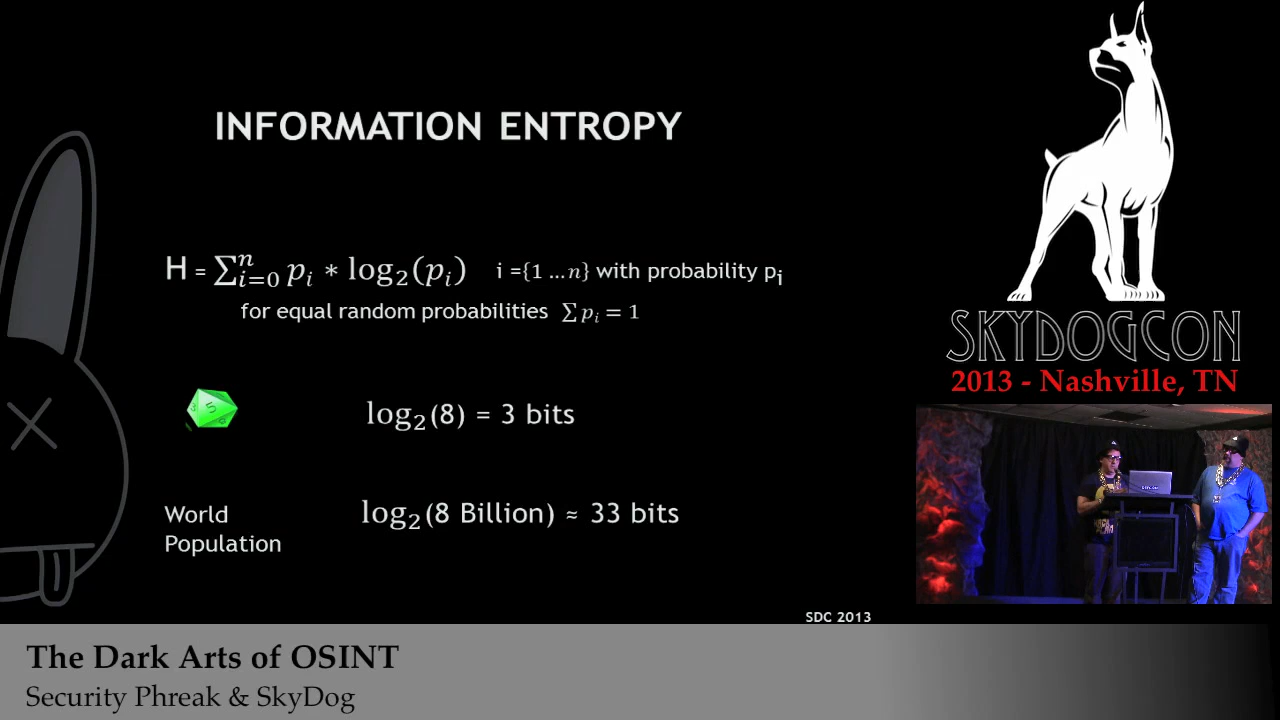 INFORMATION ENTROPY
H = ∑ⁿᵢ₌₀ pᵢ ∗ log₂(pᵢ) i ={1 …n} with probability pᵢ
for equal random probabilities ∑ pᵢ = 1
5
log₂(8) = 3 bits
World
Population
log₂(8 Billion) ≈ 33 bits
SDC 2013
SKYDOGCON
2013 - Nashville, TN
The Dark Arts of OSINT
Security Phreak & SkyDog